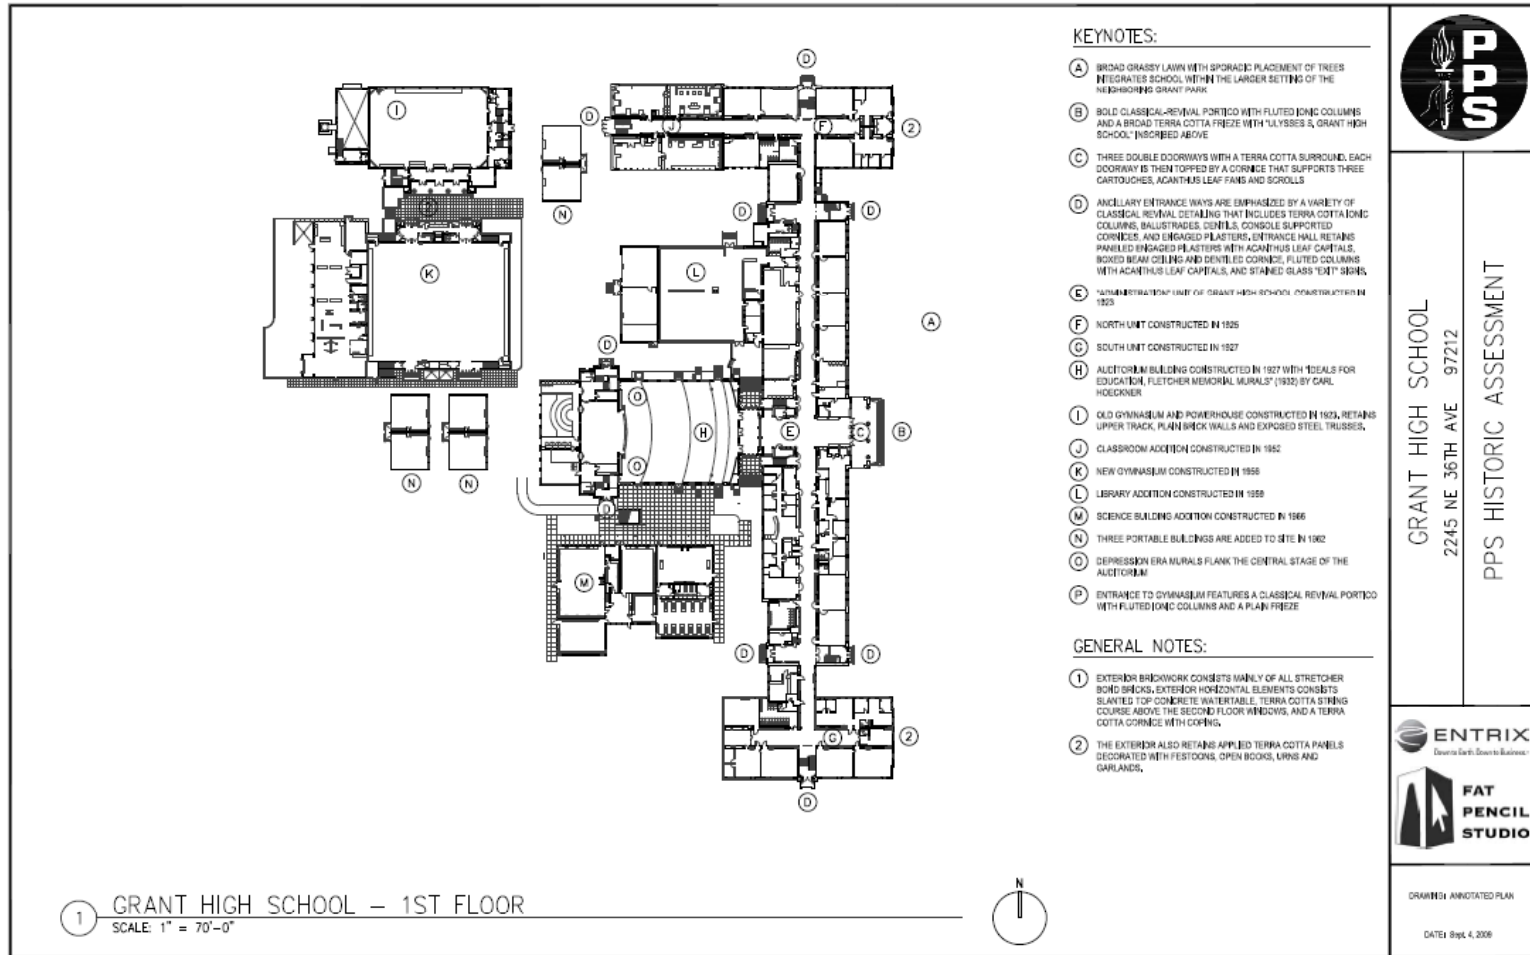 KEYNOTES:
A BROAD GRASSY LAWN WITH SPORADIC PLACEMENT OF TREES
INTEGRATES SCHOOL WITHIN THE LARGER SETTING OF THE
NEIGHBORING GRANT PARK
B BOLD CLASSICAL-REVIVAL PORTICO WITH FLUTED IONIC COLUMNS
AND A BROAD TERRA COTTA FRIEZE WITH "ULYSSES S. GRANT HIGH
SCHOOL" INSCRIBED ABOVE
C THREE DOUBLE DOORWAYS WITH A TERRA COTTA SURROUND. EACH
DOORWAY IS THEN TOPPED BY A CORNICE THAT SUPPORTS THREE
CARTOUCHES, ACANTHUS LEAF FANS AND SCROLLS
D ANCILLARY ENTRANCE WAYS ARE EMPHASIZED BY A VARIETY OF
CLASSICAL REVIVAL DETAILING THAT INCLUDES TERRA COTTA IONIC
COLUMNS, BALUSTRADES, DENTILS, CONSOLE SUPPORTED
CORNICES, AND ENGAGED PILASTERS. ENTRANCE HALL RETAINS
PANELED ENGAGED PILASTERS WITH ACANTHUS LEAF CAPITALS,
BOXED BEAM CEILING AND DENTILED CORNICE, FLUTED COLUMNS
WITH ACANTHUS LEAF CAPITALS, AND STAINED GLASS "EXIT" SIGNS.
E "ADMINISTRATION" UNIT OF GRANT HIGH SCHOOL CONSTRUCTED IN
1923
F NORTH UNIT CONSTRUCTED IN 1925
G SOUTH UNIT CONSTRUCTED IN 1927
H AUDITORIUM BUILDING CONSTRUCTED IN 1927 WITH "IDEALS FOR
EDUCATION, FLETCHER MEMORIAL MURALS" (1932) BY CARL
HOECKNER
I OLD GYMNASIUM AND POWERHOUSE CONSTRUCTED IN 1923. RETAINS
UPPER TRACK, PLAIN BRICK WALLS AND EXPOSED STEEL TRUSSES.
J CLASSROOM ADDITION CONSTRUCTED IN 1952
K NEW GYMNASIUM CONSTRUCTED IN 1956
L LIBRARY ADDITION CONSTRUCTED IN 1959
M SCIENCE BUILDING ADDITION CONSTRUCTED IN 1966
N THREE PORTABLE BUILDINGS ARE ADDED TO SITE IN 1962
O DEPRESSION ERA MURALS FLANK THE CENTRAL STAGE OF THE
AUDITORIUM
P ENTRANCE TO GYMNASIUM FEATURES A CLASSICAL REVIVAL PORTICO
WITH FLUTED IONIC COLUMNS AND A PLAIN FRIEZE
GENERAL NOTES:
1 EXTERIOR BRICKWORK CONSISTS MAINLY OF ALL STRETCHER
BOND BRICKS. EXTERIOR HORIZONTAL ELEMENTS CONSISTS
SLANTED TOP CONCRETE WATERTABLE, TERRA COTTA STRING
COURSE ABOVE THE SECOND FLOOR WINDOWS, AND A TERRA
COTTA CORNICE WITH COPING.
2 THE EXTERIOR ALSO RETAINS APPLIED TERRA COTTA PANELS
DECORATED WITH FESTOONS, OPEN BOOKS, URNS AND
GARLANDS.
D
I
D
J
F
2
N
D
D
K
L
A
D
O
H
E
C
B
O
N
N
D
M
D
D
G
2
D
1 GRANT HIGH SCHOOL – 1ST FLOOR
SCALE: 1" = 70'-0"
N
PPS
GRANT HIGH SCHOOL
2245 NE 36TH AVE 97212
PPS HISTORIC ASSESSMENT
ENTRIX
Down to Earth. Down to Business.
FAT
PENCIL
STUDIO
DRAWING: ANNOTATED PLAN
DATE: Sept. 4, 2009